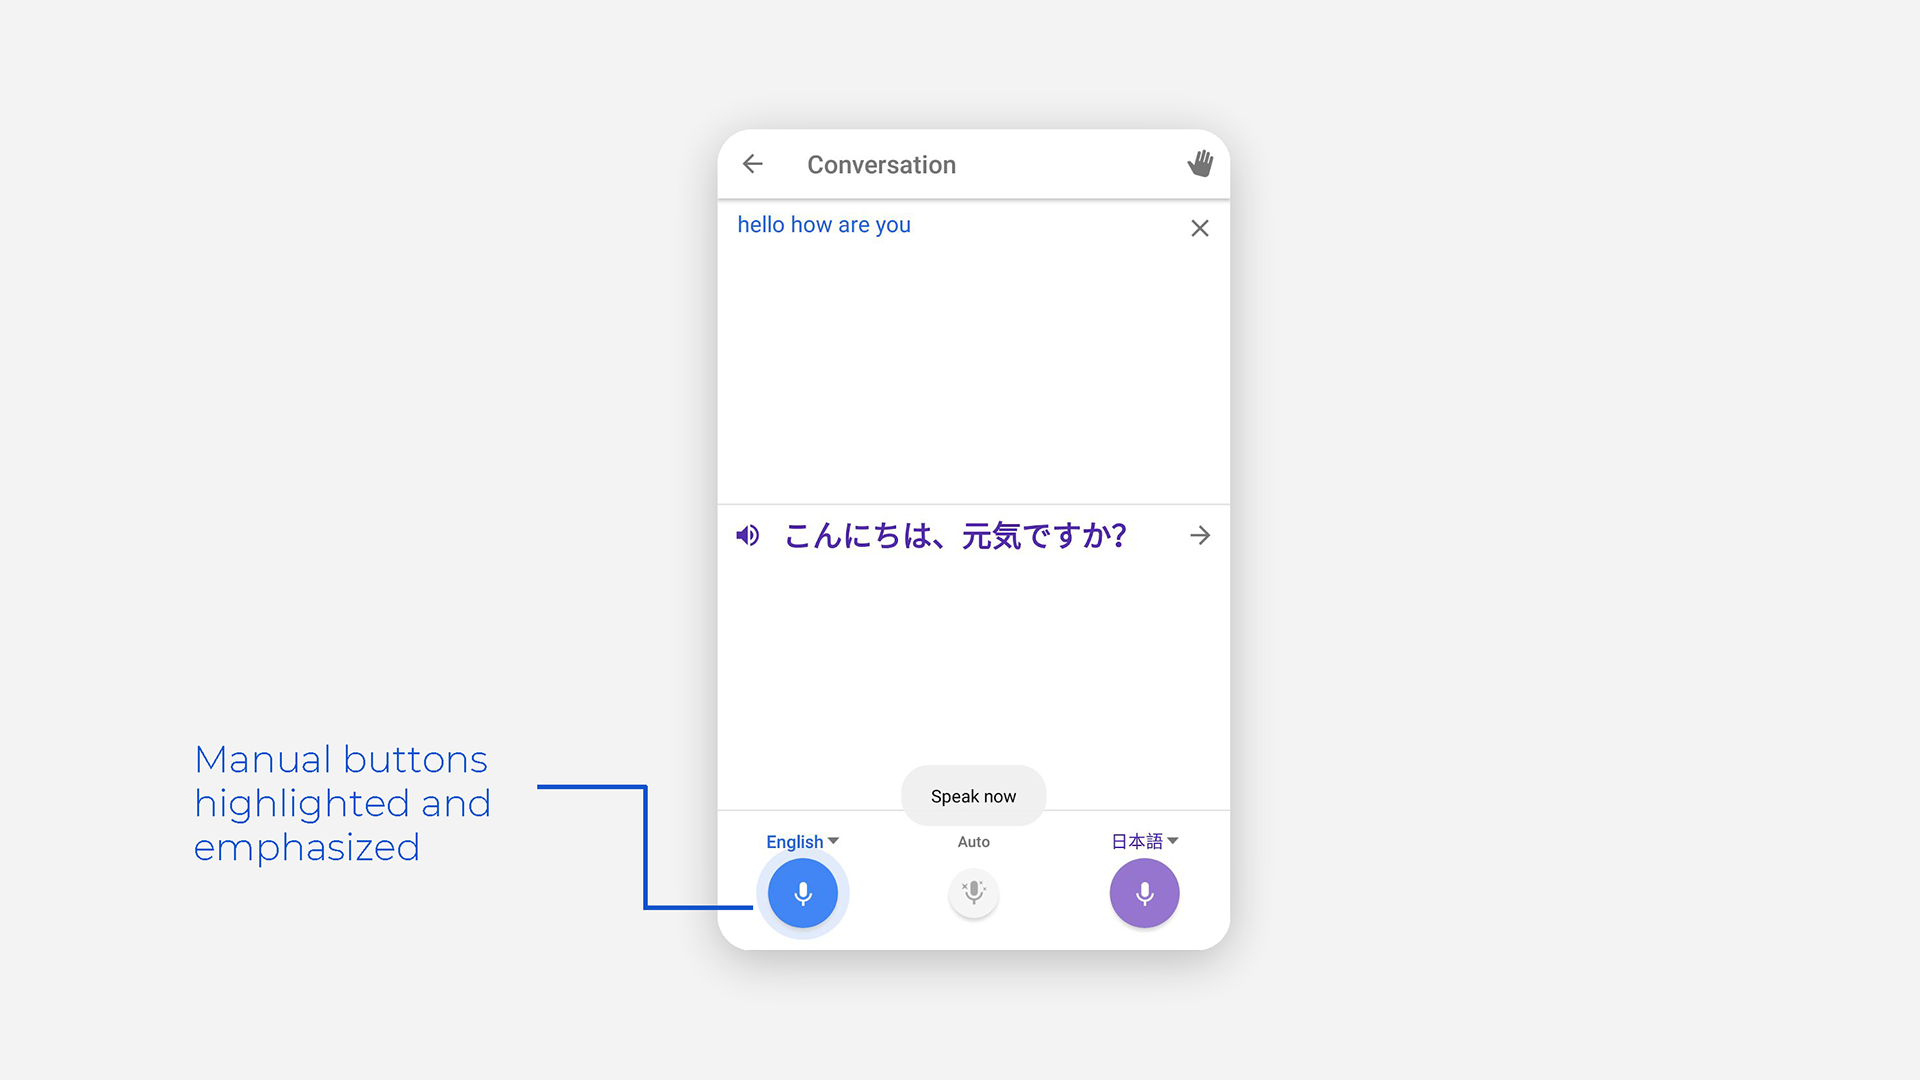 Conversation
hello how are you
こんにちは、元気ですか?
Manual buttons
highlighted and
emphasized
Speak now
English
Auto
日本語